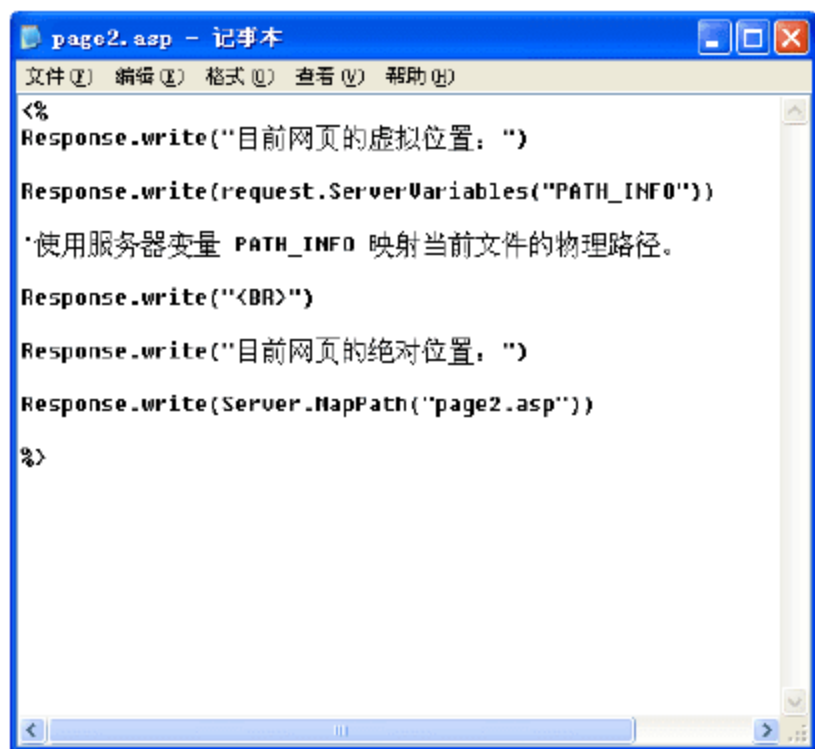 page2.asp - 记事本
文件(F) 编辑(E) 格式(O) 查看(V) 帮助(H)
<%
Response.write("目前网页的虚拟位置：")
Response.write(request.ServerVariables("PATH_INFO"))
'使用服务器变量 PATH_INFO 映射当前文件的物理路径。
Response.write("<BR>")
Response.write("目前网页的绝对位置：")
Response.write(Server.MapPath("page2.asp"))
%>